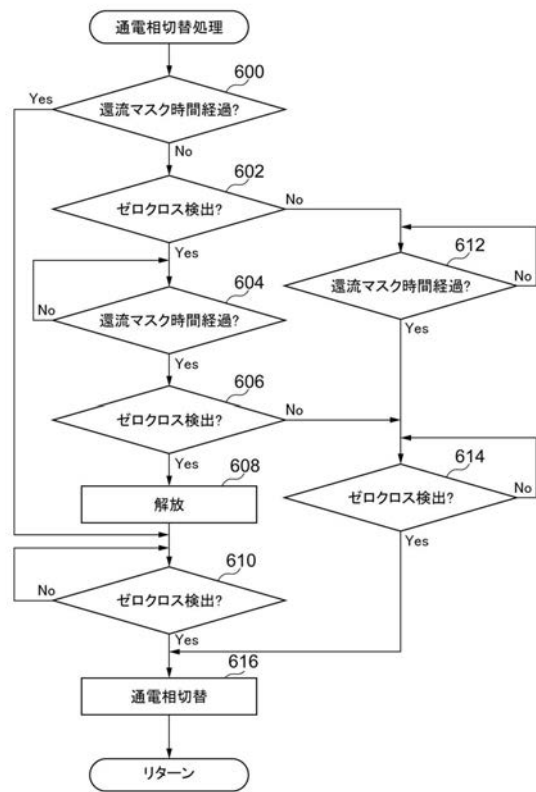 通電相切替処理
600
Yes
還流マスク時間経過?
No
602
ゼロクロス検出?
No
Yes
612
604
還流マスク時間経過?
No
No
還流マスク時間経過?
Yes
Yes
606
ゼロクロス検出?
No
Yes
608
614
解放
ゼロクロス検出?
No
610
Yes
No
ゼロクロス検出?
Yes
616
通電相切替
リターン